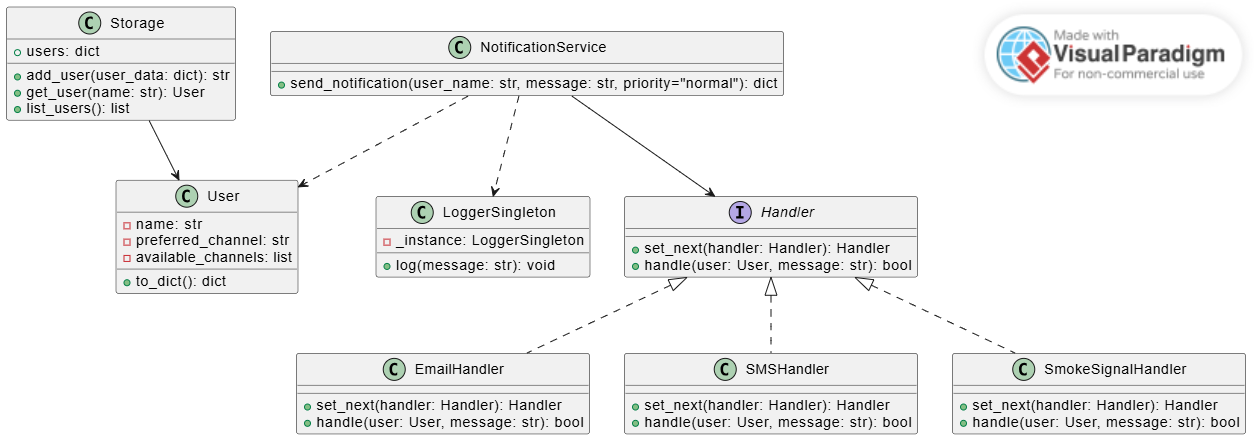 C Storage
users: dict
add_user(user_data: dict): str
get_user(name: str): User
list_users(): list
C NotificationService
send_notification(user_name: str, message: str, priority="normal"): dict
Made with
Visual Paradigm
For non-commercial use
C User
name: str
preferred_channel: str
available_channels: list
to_dict(): dict
C LoggerSingleton
_instance: LoggerSingleton
log(message: str): void
I Handler
set_next(handler: Handler): Handler
handle(user: User, message: str): bool
C EmailHandler
set_next(handler: Handler): Handler
handle(user: User, message: str): bool
C SMSHandler
set_next(handler: Handler): Handler
handle(user: User, message: str): bool
C SmokeSignalHandler
set_next(handler: Handler): Handler
handle(user: User, message: str): bool